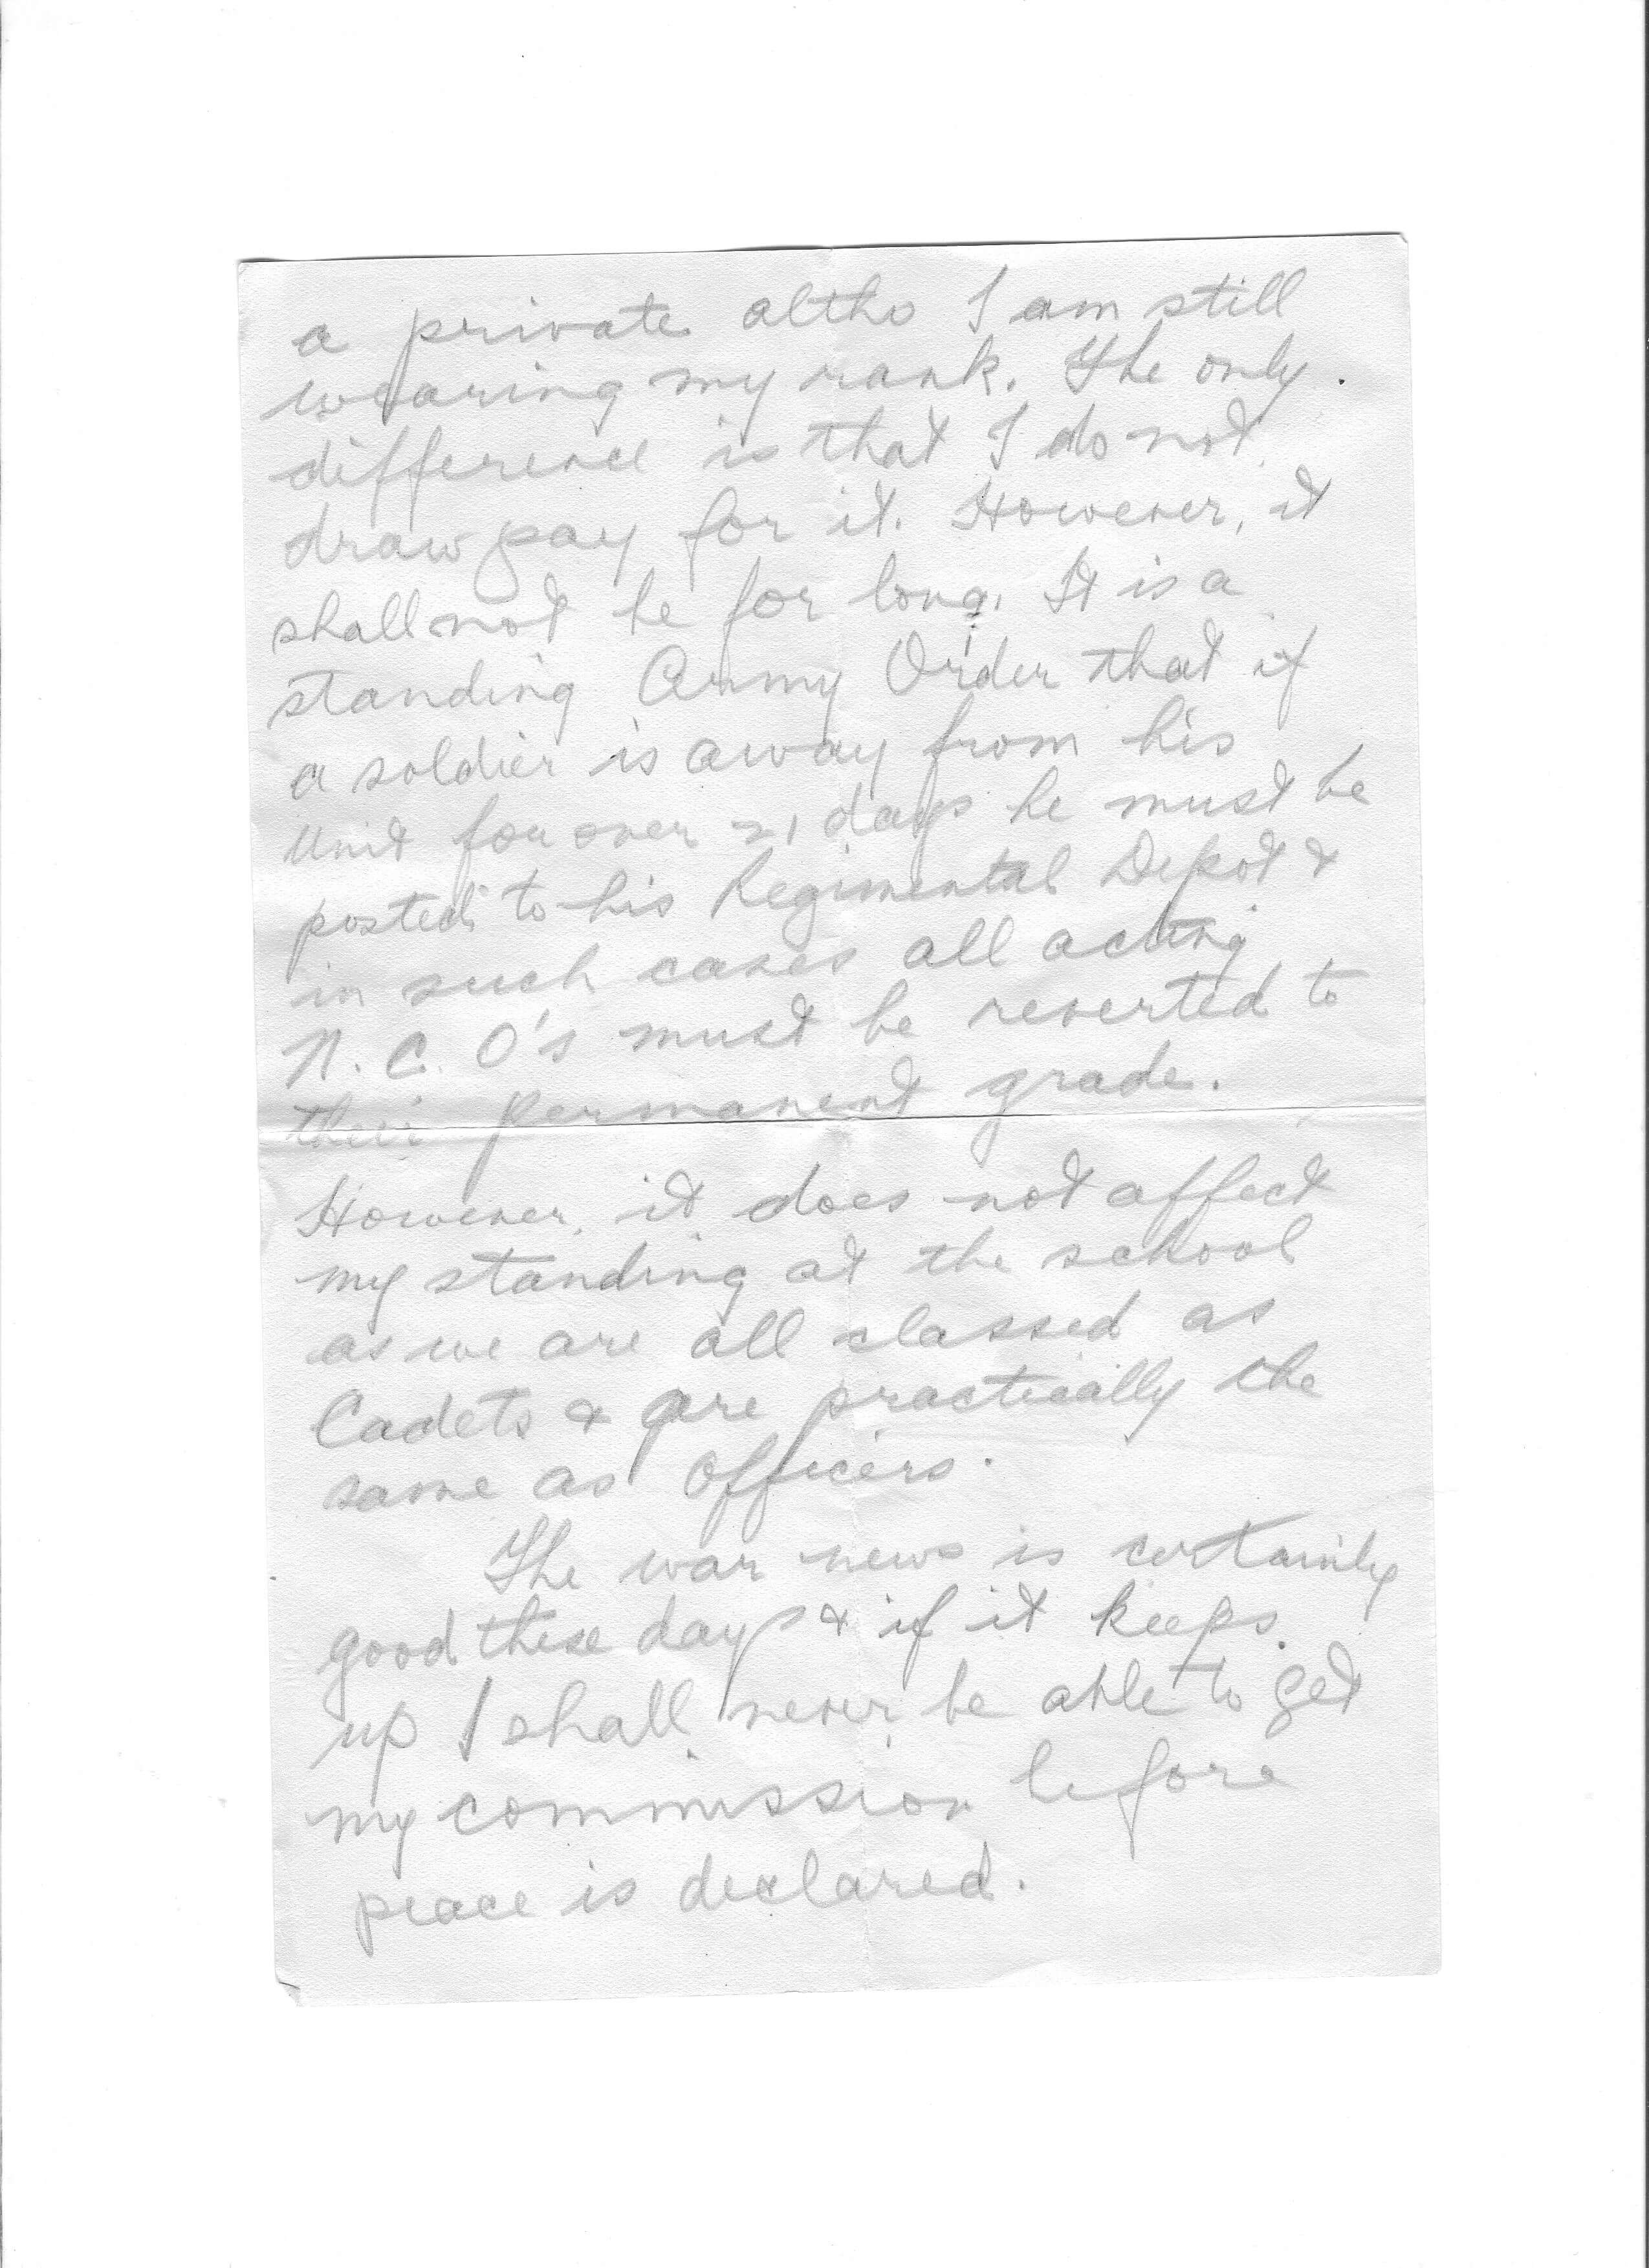 a private altho I am still
wearing my rank. The only
difference is that I do not
draw pay for it. However, it
shall not be for long. It is a
standing Army Order that if
a soldier is away from his
Unit for over 21 days he must be
posted to his Regimental Depot &
in such cases all acting
N. C. O's must be reverted to
their permanent grade.
However, it does not affect
my standing at the school
as we are all classed as
Cadets & are practically the
same as Officers.
The war news is certainly
good these days & if it keeps
up I shall never be able to get
my commission before
peace is declared.